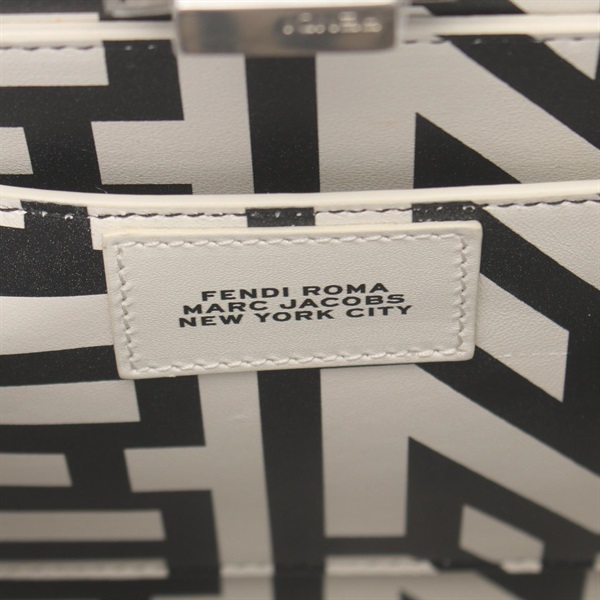 FENDI ROMA
MARC JACOBS
NEW YORK CITY